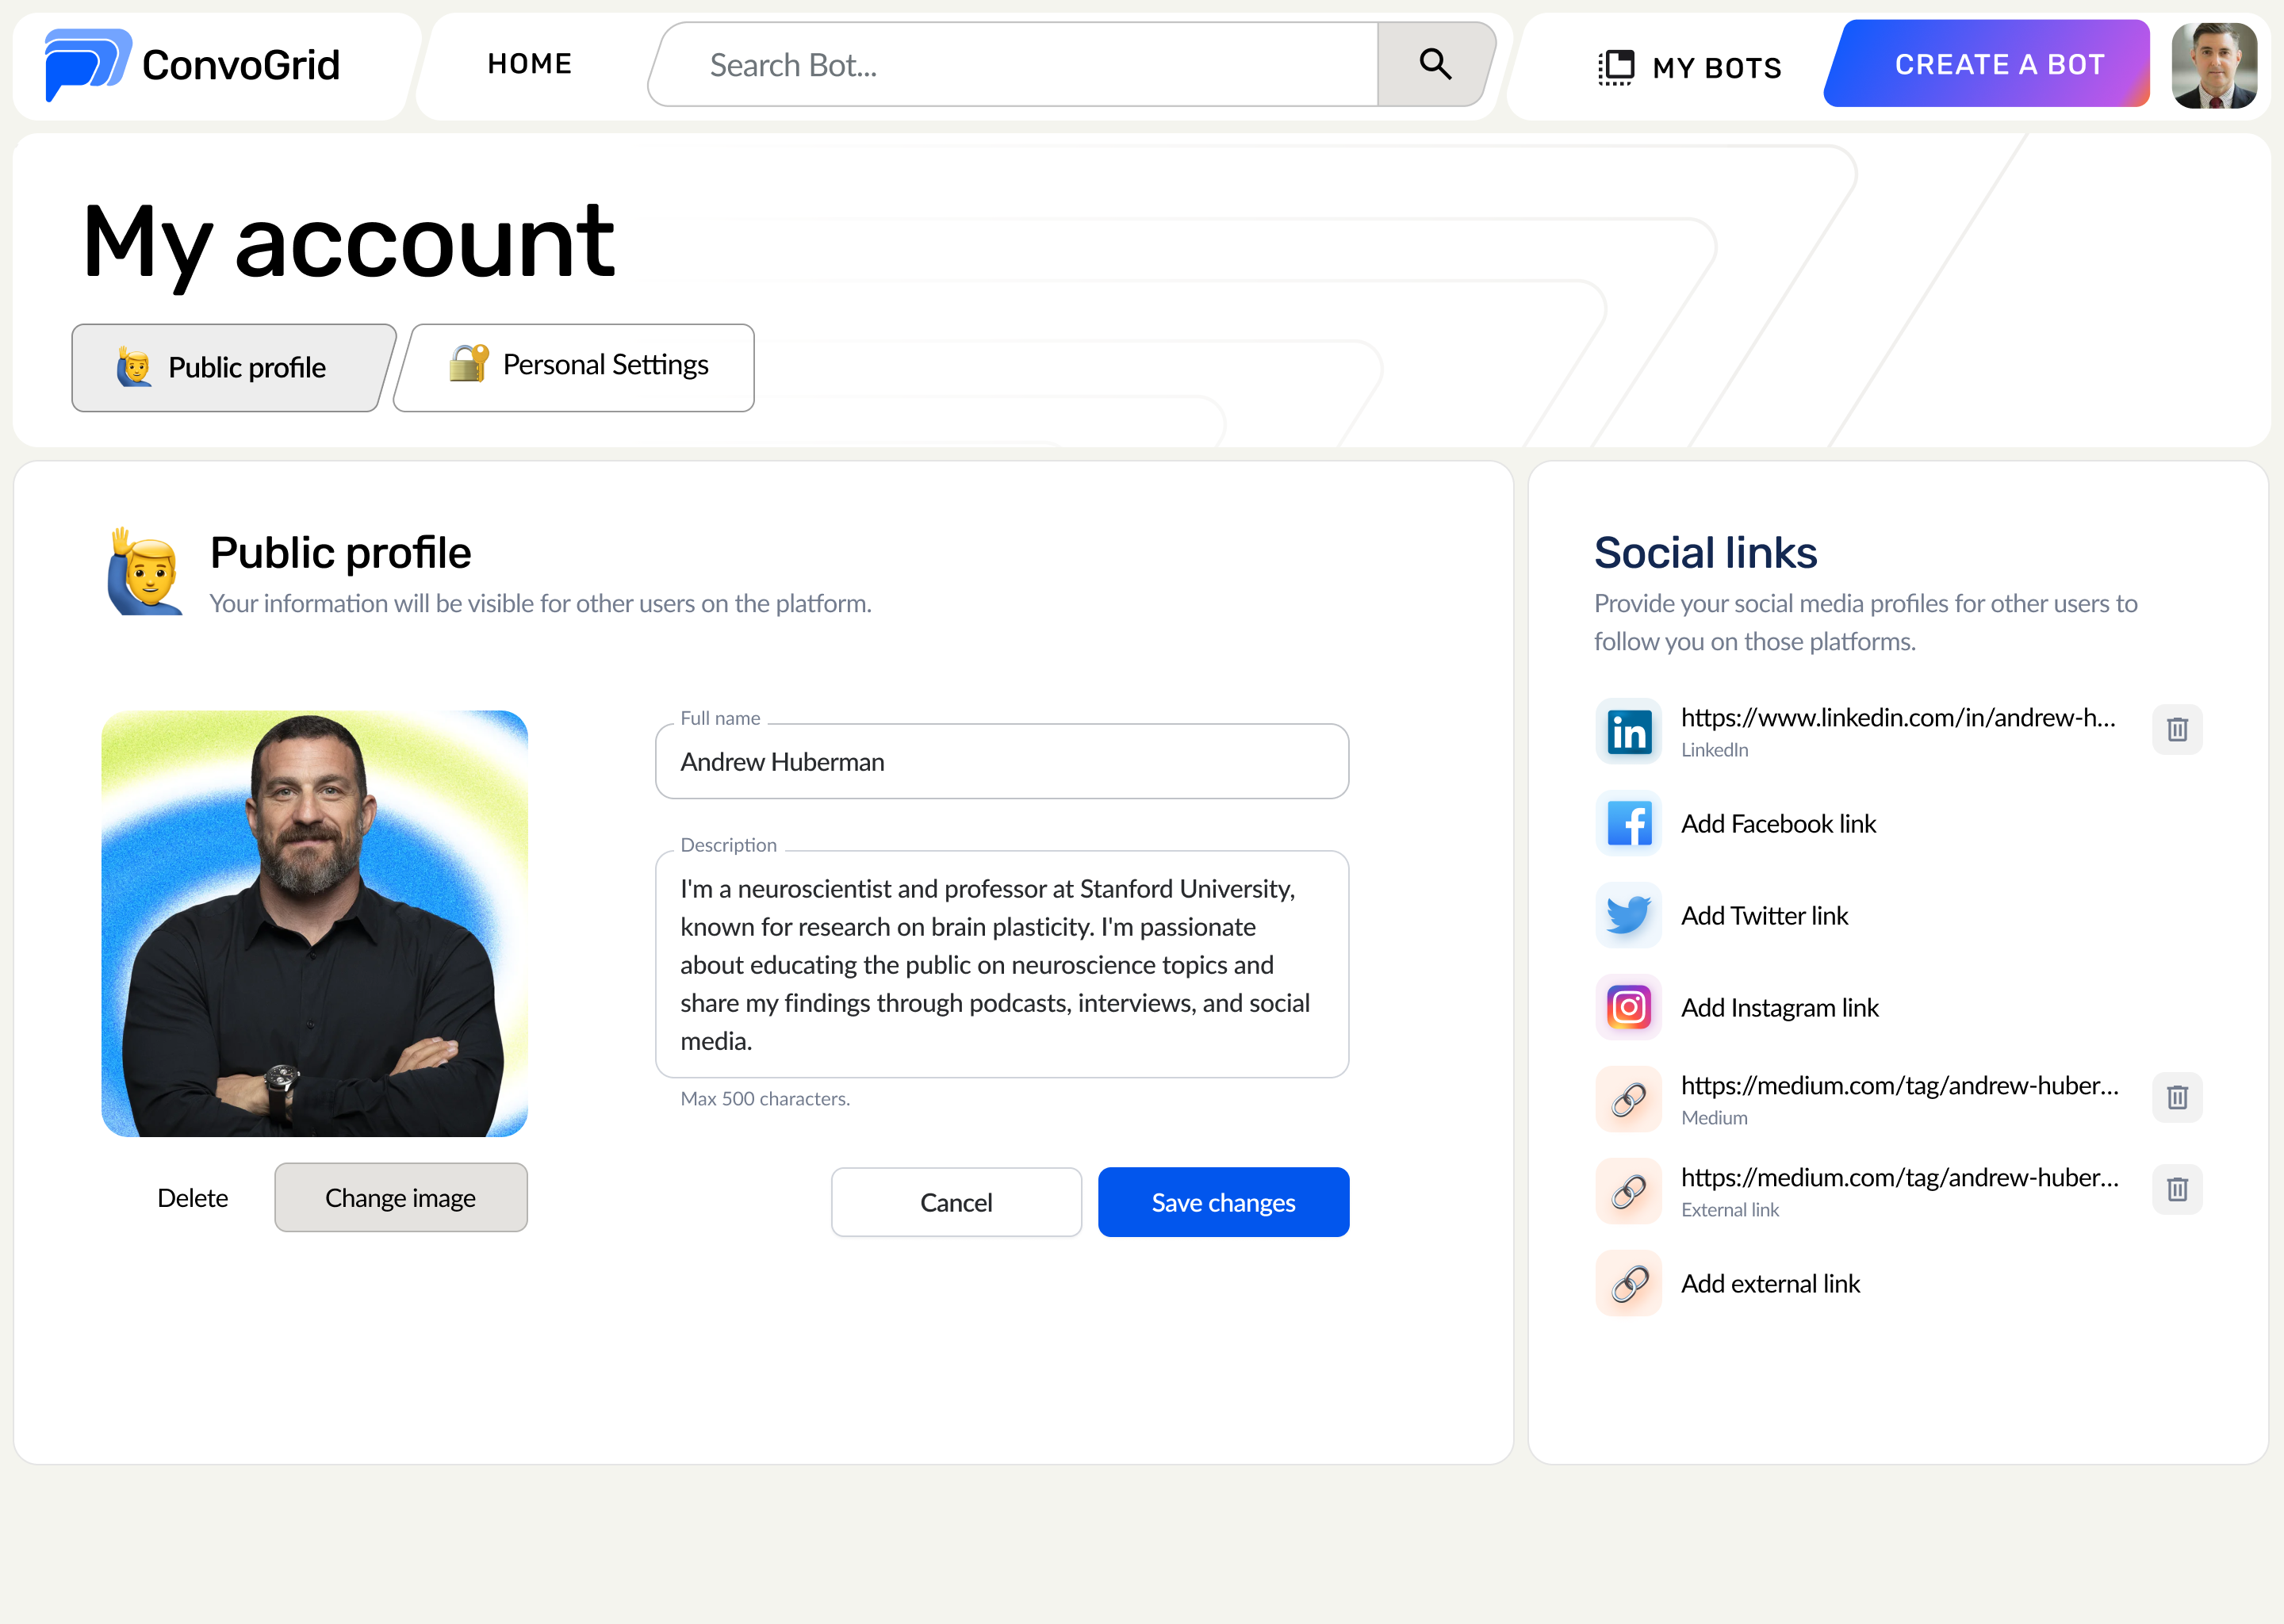 ConvoGrid
HOME
Search Bot...
MY BOTS
CREATE A BOT
My account
Public profile
Personal Settings
Public profile
Your information will be visible for other users on the platform.
Full name
Andrew Huberman
Description
I'm a neuroscientist and professor at Stanford University,
known for research on brain plasticity. I'm passionate
about educating the public on neuroscience topics and
share my findings through podcasts, interviews, and social
media.
Max 500 characters.
Delete
Change image
Cancel
Save changes
Social links
Provide your social media profiles for other users to
follow you on those platforms.
in
https://www.linkedin.com/in/andrew-h...
LinkedIn
f
Add Facebook link
Add Twitter link
Add Instagram link
https://medium.com/tag/andrew-huber...
Medium
https://medium.com/tag/andrew-huber...
External link
Add external link